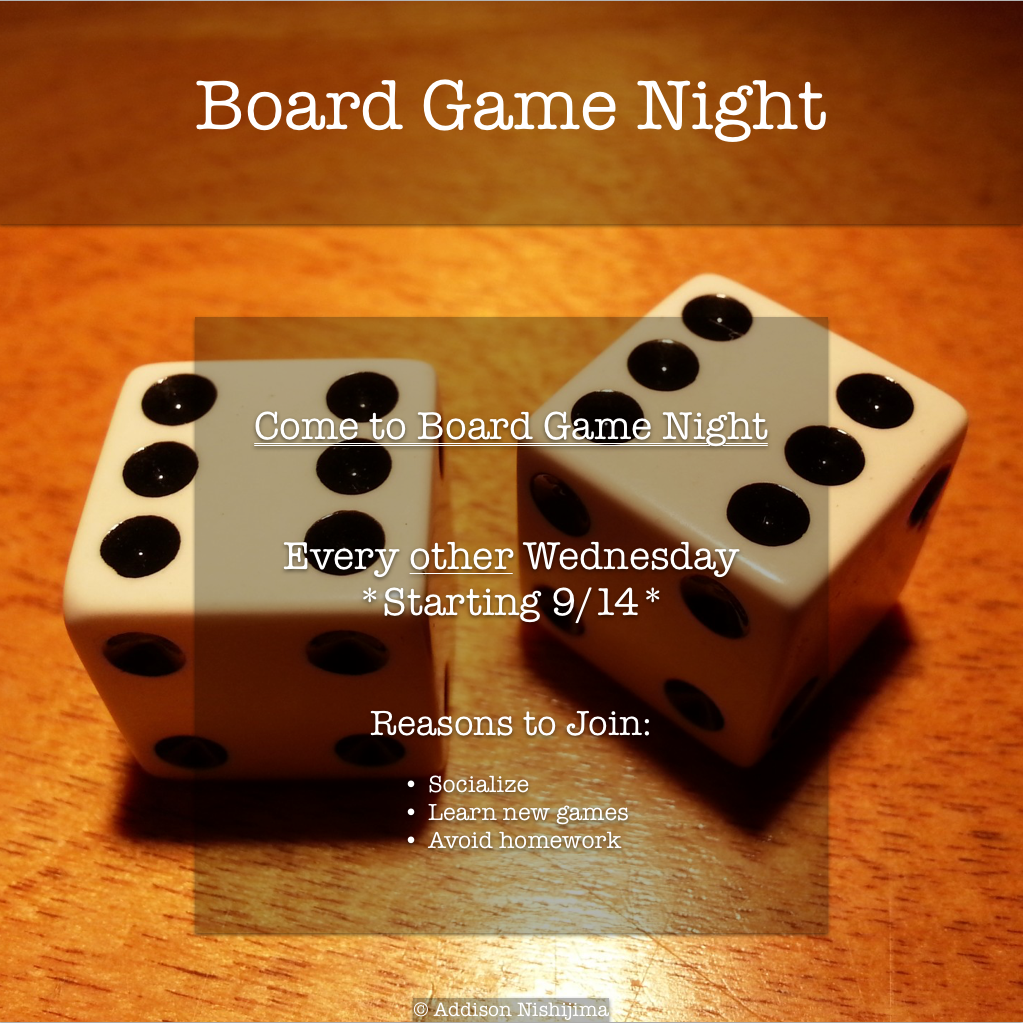 Board Game Night
Come to Board Game Night
Every other Wednesday
*Starting 9/14*
Reasons to Join:
• Socialize
• Learn new games
• Avoid homework
© Addison Nishijima